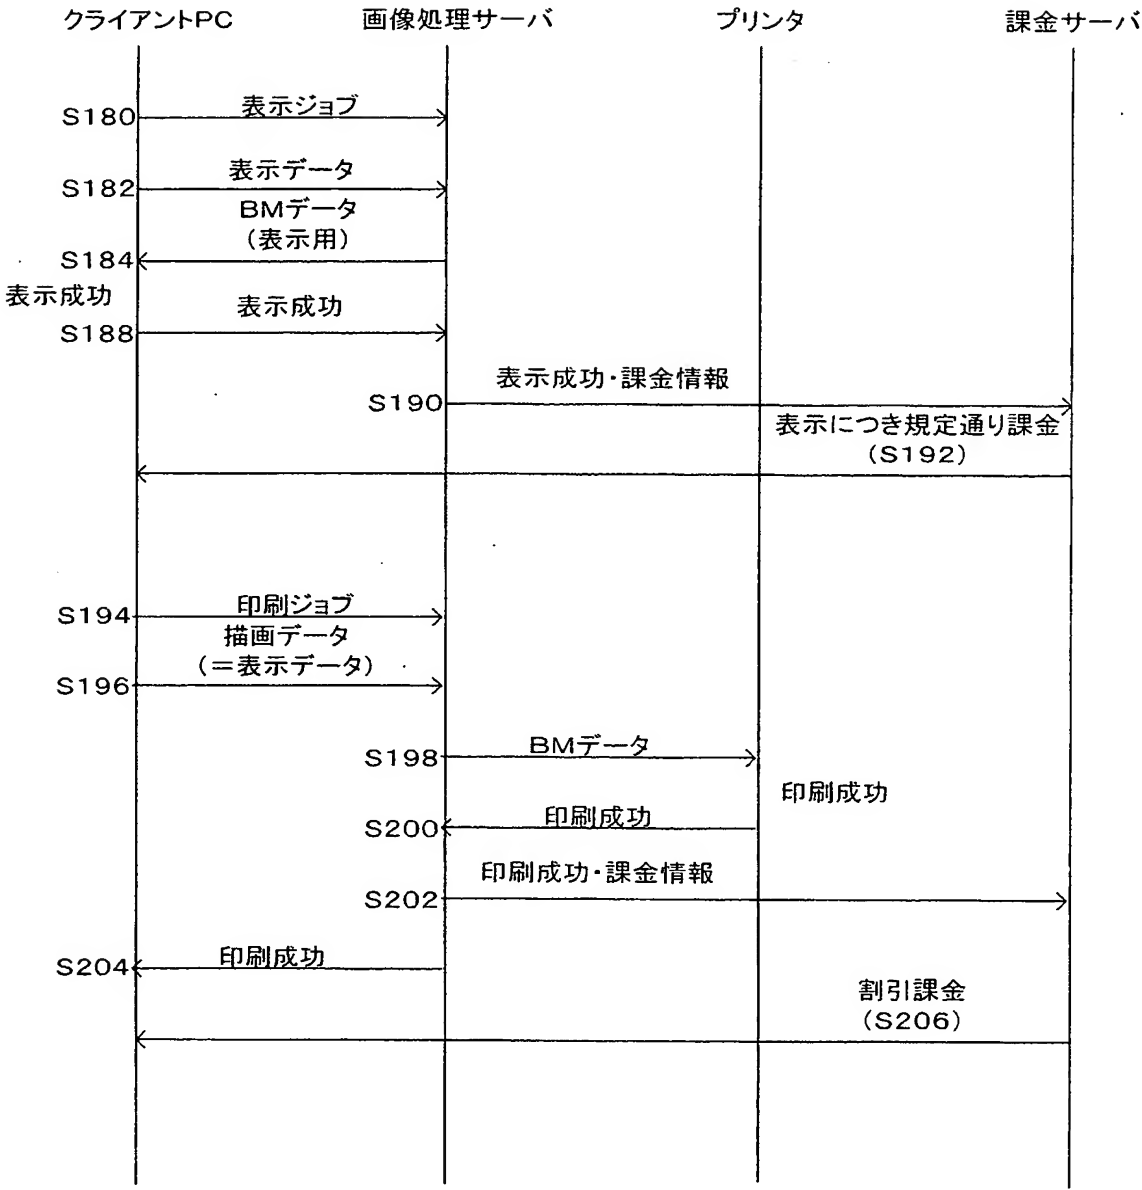 クライアントPC 画像処理サーバ プリンタ 課金サーバ
S180 表示ジョブ
S182 表示データ
BMデータ
(表示用)
S184
表示成功
表示成功
S188
表示成功・課金情報
S190
表示につき規定通り課金
(S192)
S194 印刷ジョブ
描画データ
(=表示データ)
S196
S198 BMデータ
印刷成功
S200 印刷成功
印刷成功・課金情報
S202
S204 印刷成功
割引課金
(S206)